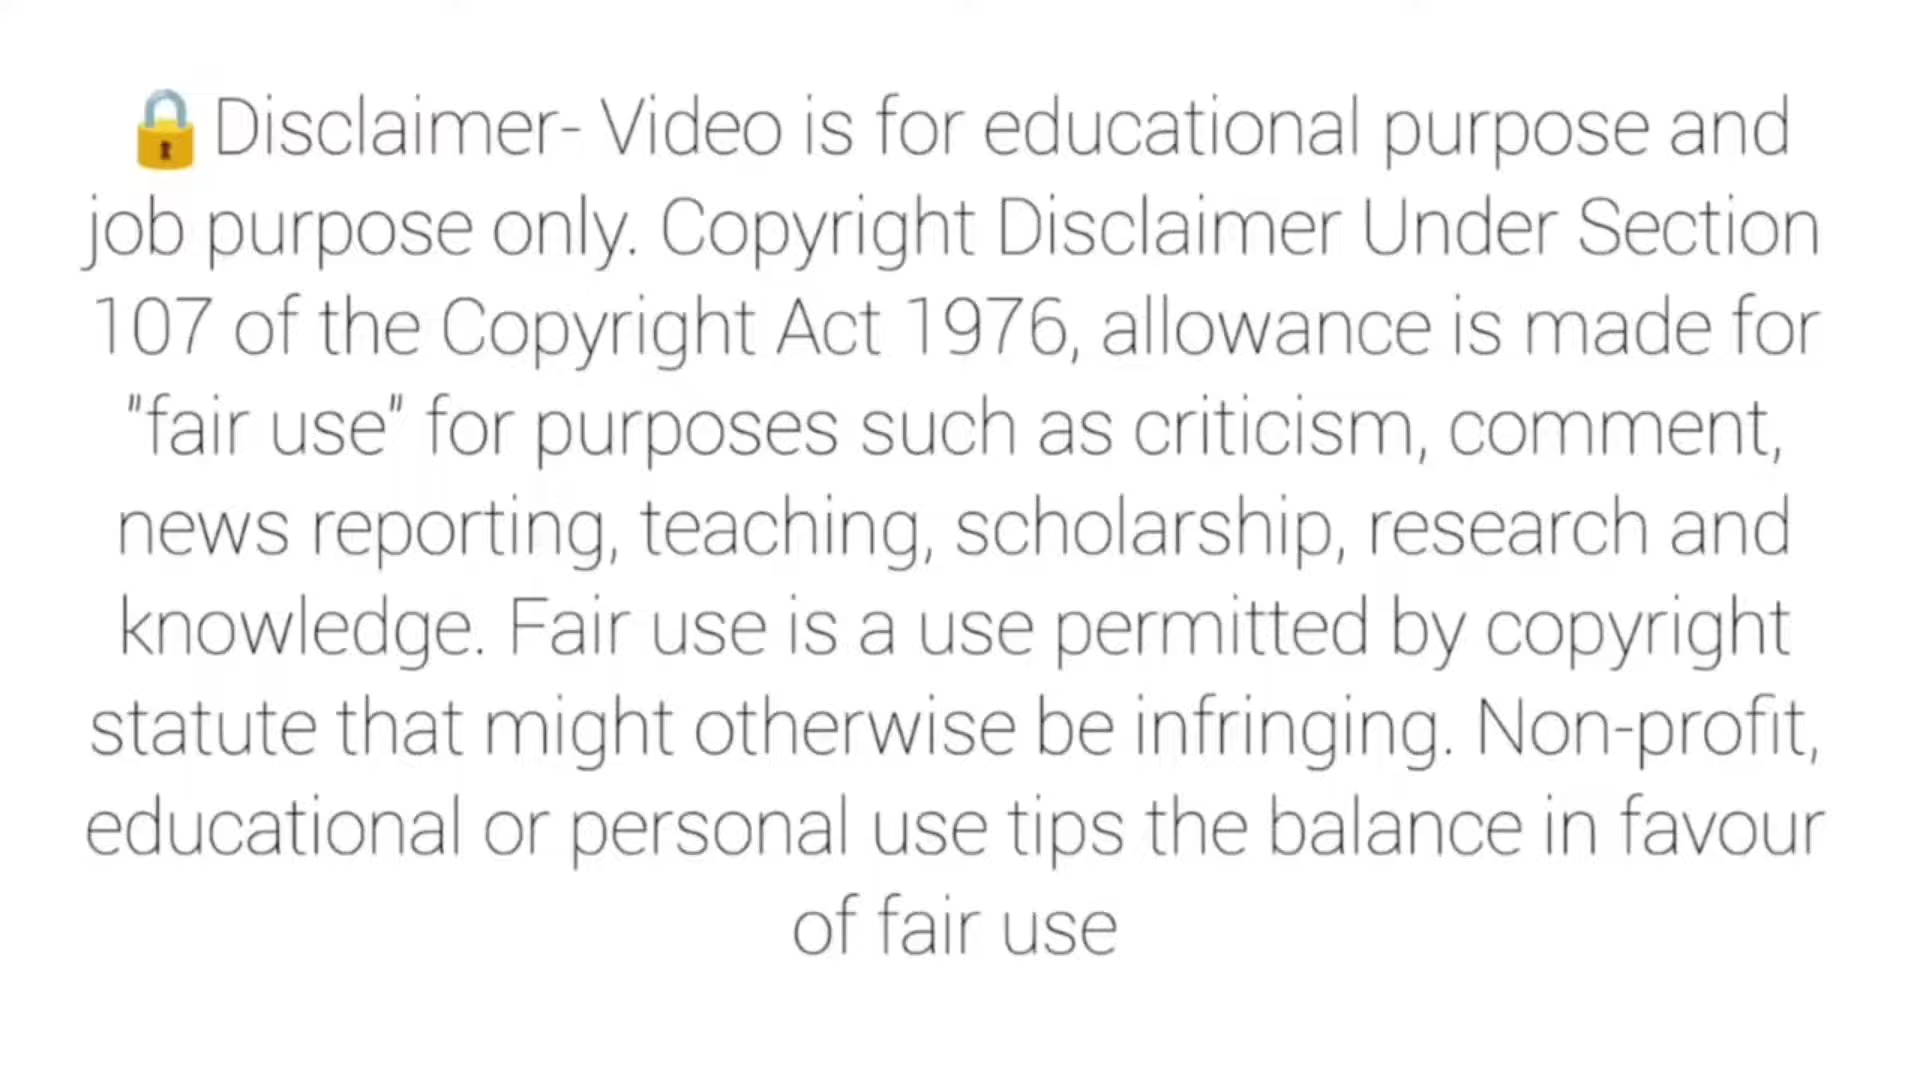 🔒 Disclaimer- Video is for educational purpose and
job purpose only. Copyright Disclaimer Under Section
107 of the Copyright Act 1976, allowance is made for
"fair use" for purposes such as criticism, comment,
news reporting, teaching, scholarship, research and
knowledge. Fair use is a use permitted by copyright
statute that might otherwise be infringing. Non-profit,
educational or personal use tips the balance in favour
of fair use